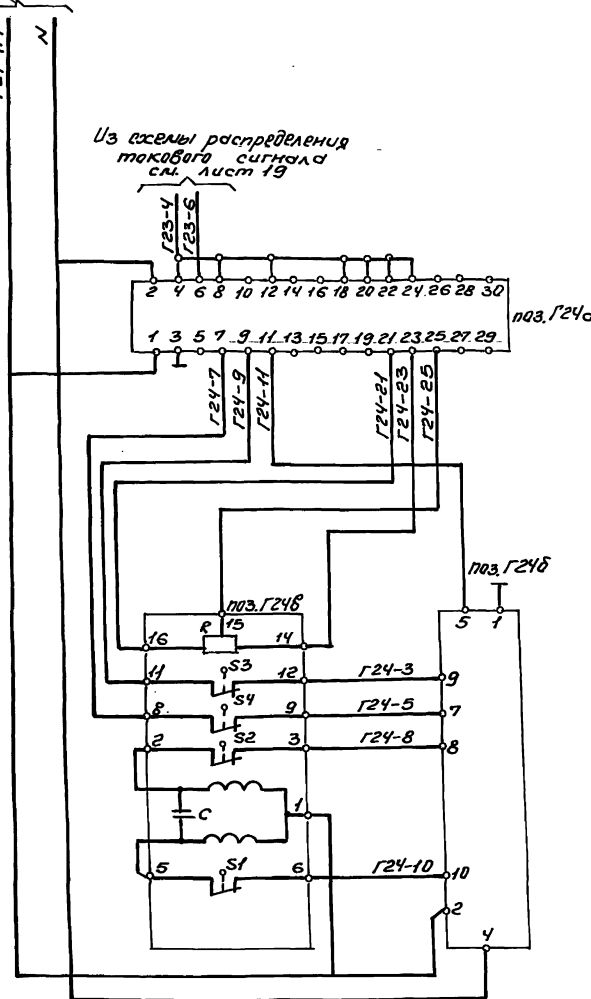 N
Из схемы распределения
токового сигнала
см. лист 19
Г23-4
Г23-6
2 4 6 8 10 12 14 16 18 20 22 24 26 28 30
поз. Г24а
1 3 5 7 9 11 13 15 17 19 21 23 25 27 29
Г24-7
Г24-9
Г24-11
Г24-21
Г24-23
Г24-25
поз. Г24в
поз. Г24б
5 1
16 R 15 14
11 S3 12 Г24-3 9
8 S4 9 Г24-5 7
2 S2 3 Г24-8 8
C 1
5 S1 6 Г24-10 10
2
4